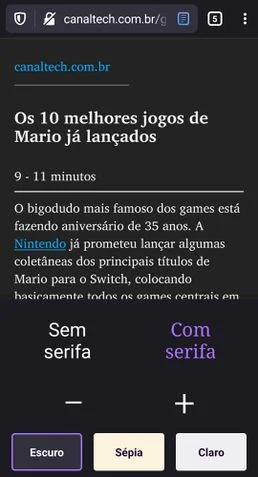 canaltech.com.br/g
5
canaltech.com.br
Os 10 melhores jogos de
Mario já lançados
9 - 11 minutos
O bigodudo mais famoso dos games está
fazendo aniversário de 35 anos. A
Nintendo já prometeu lançar algumas
coletâneas dos principais títulos de
Mario para o Switch, colocando
basicamente todos os games centrais em
Sem
serifa
Com
serifa
Escuro
Sépia
Claro